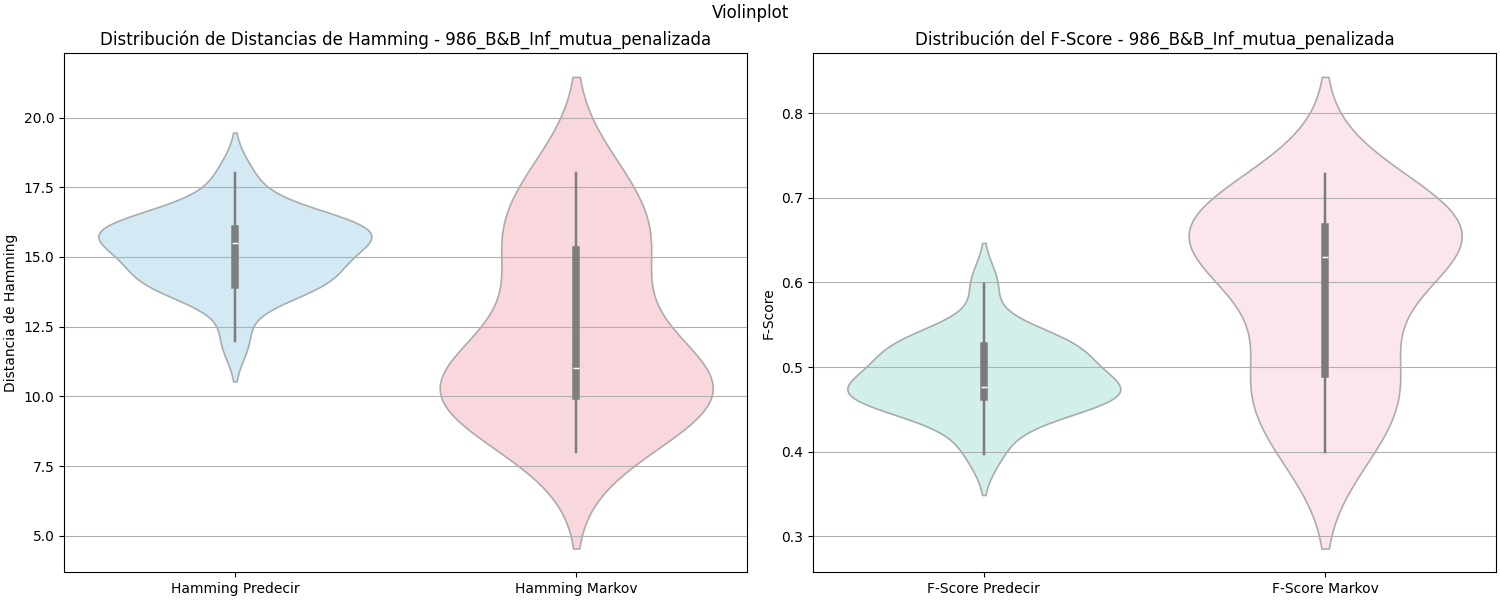 Violinplot
Distribución de Distancias de Hamming - 986_B&B_Inf_mutua_penalizada
Distancia de Hamming
20.0
17.5
15.0
12.5
10.0
7.5
5.0
Hamming Predecir
Hamming Markov
Distribución del F-Score - 986_B&B_Inf_mutua_penalizada
F-Score
0.8
0.7
0.6
0.5
0.4
0.3
F-Score Predecir
F-Score Markov